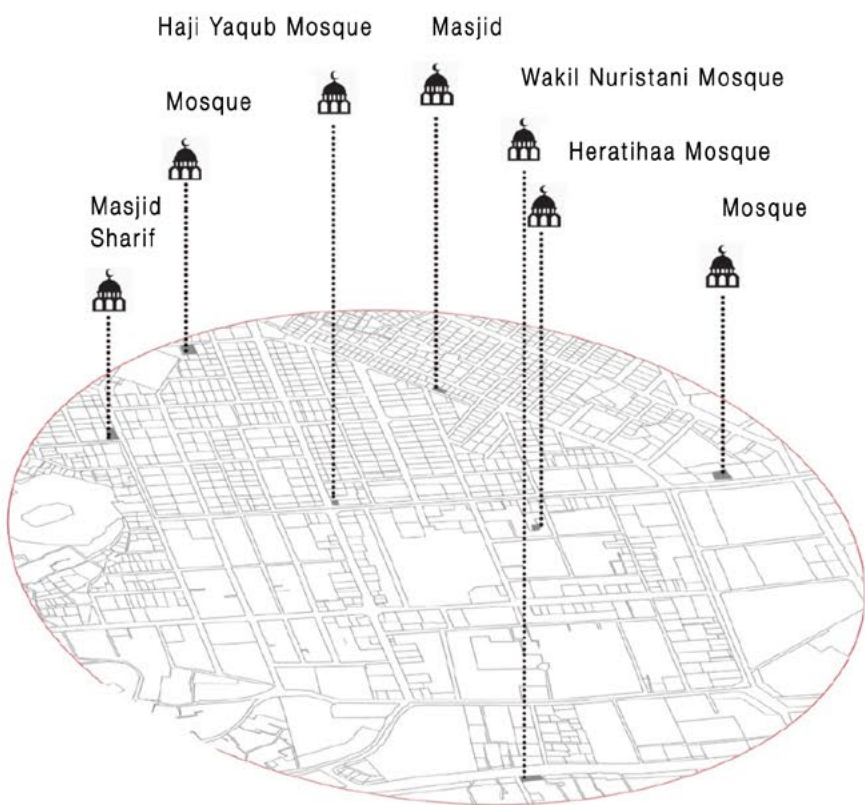 Haji Yaqub Mosque
Masjid
Wakil Nuristani Mosque
Mosque
Heratihaa Mosque
Masjid
Sharif
Mosque